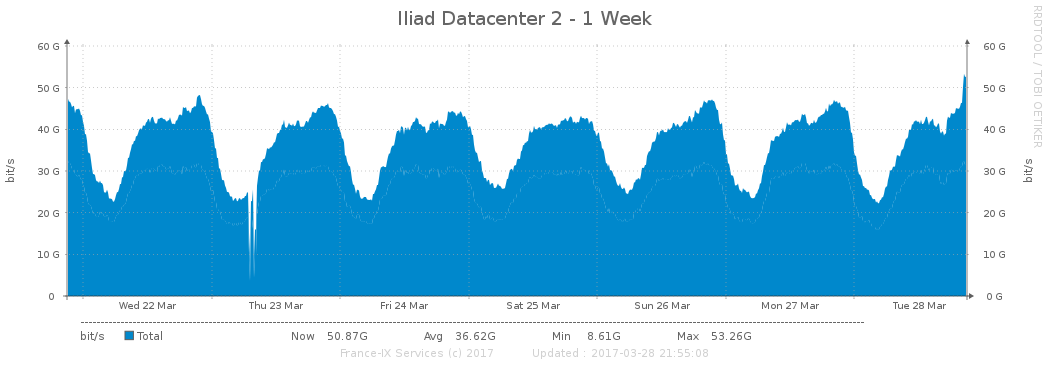 Iliad Datacenter 2 - 1 Week
RRDTOOL / TOBI OETIKER
60 G 60 G
50 G 50 G
40 G 40 G
30 G 30 G
20 G 20 G
10 G 10 G
0 0 G
bit/s bit/s
Wed 22 Mar Thu 23 Mar Fri 24 Mar Sat 25 Mar Sun 26 Mar Mon 27 Mar Tue 28 Mar
bit/s Total Now 50.87G Avg 36.62G Min 8.61G Max 53.26G
France-IX Services (c) 2017 Updated : 2017-03-28 21:55:08